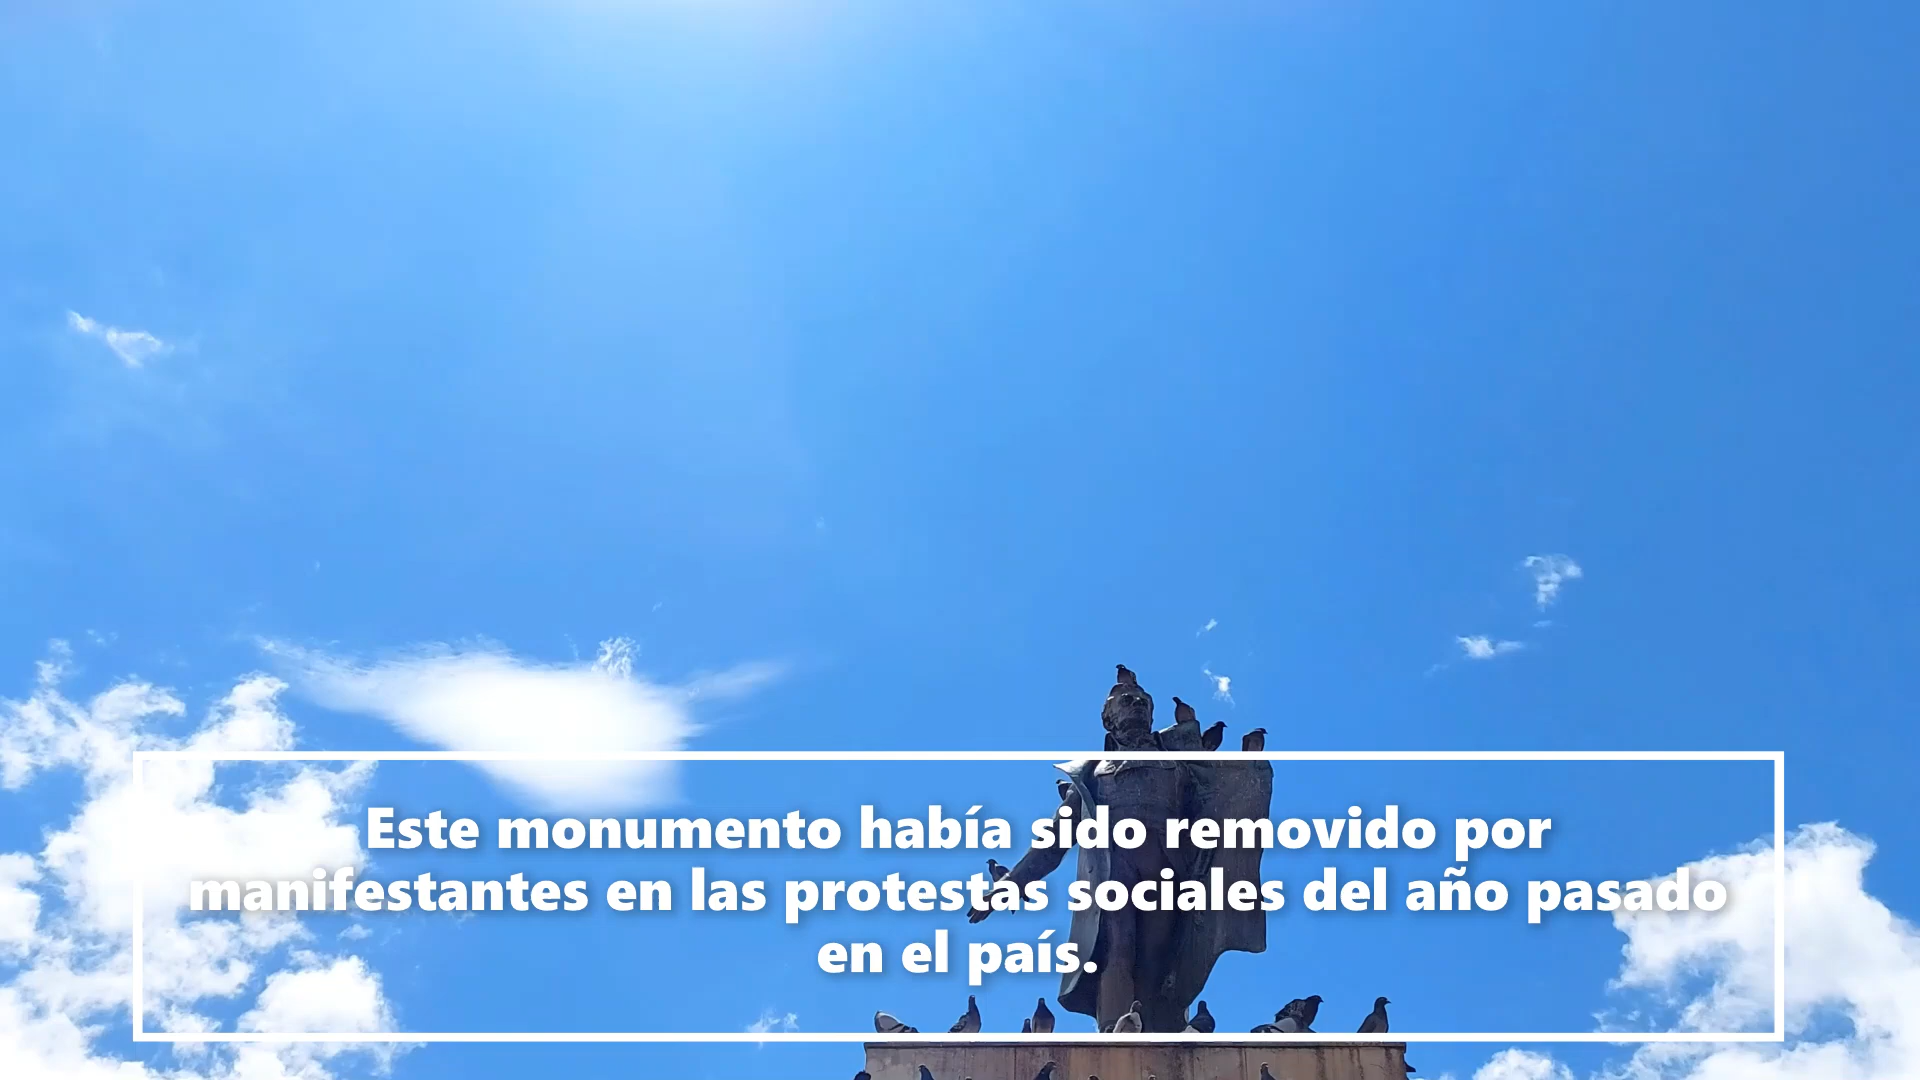 Este monumento había sido removido por
manifestantes en las protestas sociales del año pasado
en el país.